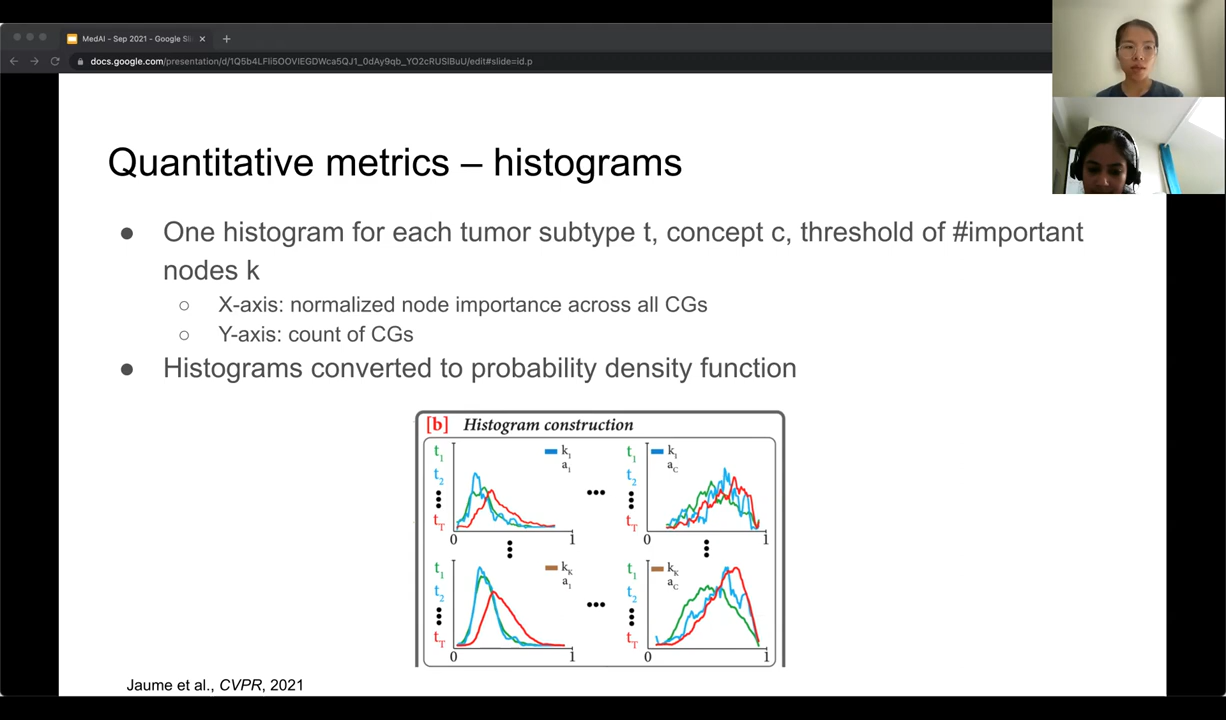 MedAI - Sep 2021 - Google Sli
docs.google.com/presentation/d/1Q5b4LFli5OOVIEGDWca5QJ1_0dAy9qb_YO2cRUSlBuU/edit#slide=id.p
Quantitative metrics – histograms
● One histogram for each tumor subtype t, concept c, threshold of #important
nodes k
○ X-axis: normalized node importance across all CGs
○ Y-axis: count of CGs
● Histograms converted to probability density function
[b] Histogram construction
t1 k1 t1 k1
a1 aC
t2 t2
tT tT
0 1 0 1
t1 kK t1 kK
a1 aC
t2 t2
tT tT
0 1 0 1
Jaume et al., CVPR, 2021